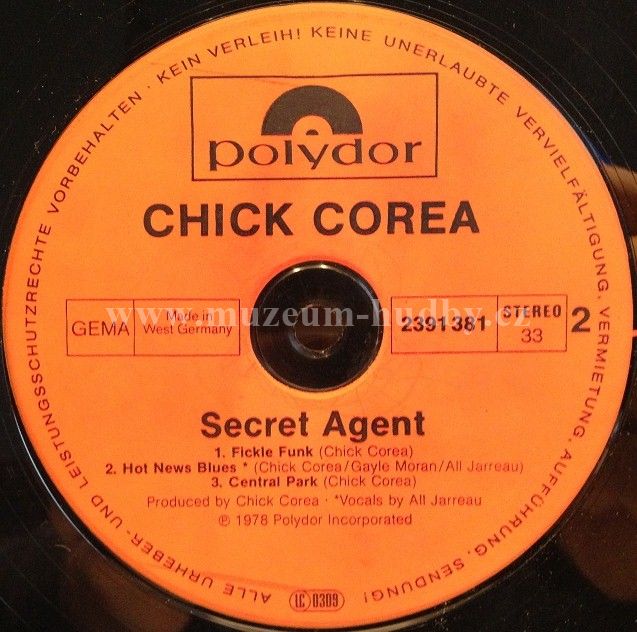 ALLE URHEBER- UND LEISTUNGSSCHUTZRECHTE VORBEHALTEN · KEIN VERLEIH! KEINE UNERLAUBTE VERVIELFÄLTIGUNG, VERMIETUNG, AUFFÜHRUNG, SENDUNG!
polydor
CHICK COREA
GEMA
Made in
West Germany
2391 381
STEREO
33
2
www.muzeum-hudby.cz
Secret Agent
1. Fickle Funk (Chick Corea)
2. Hot News Blues * (Chick Corea/Gayle Moran/All Jarreau)
3. Central Park (Chick Corea)
Produced by Chick Corea · *Vocals by All Jarreau
℗ 1978 Polydor Incorporated
LC 0309